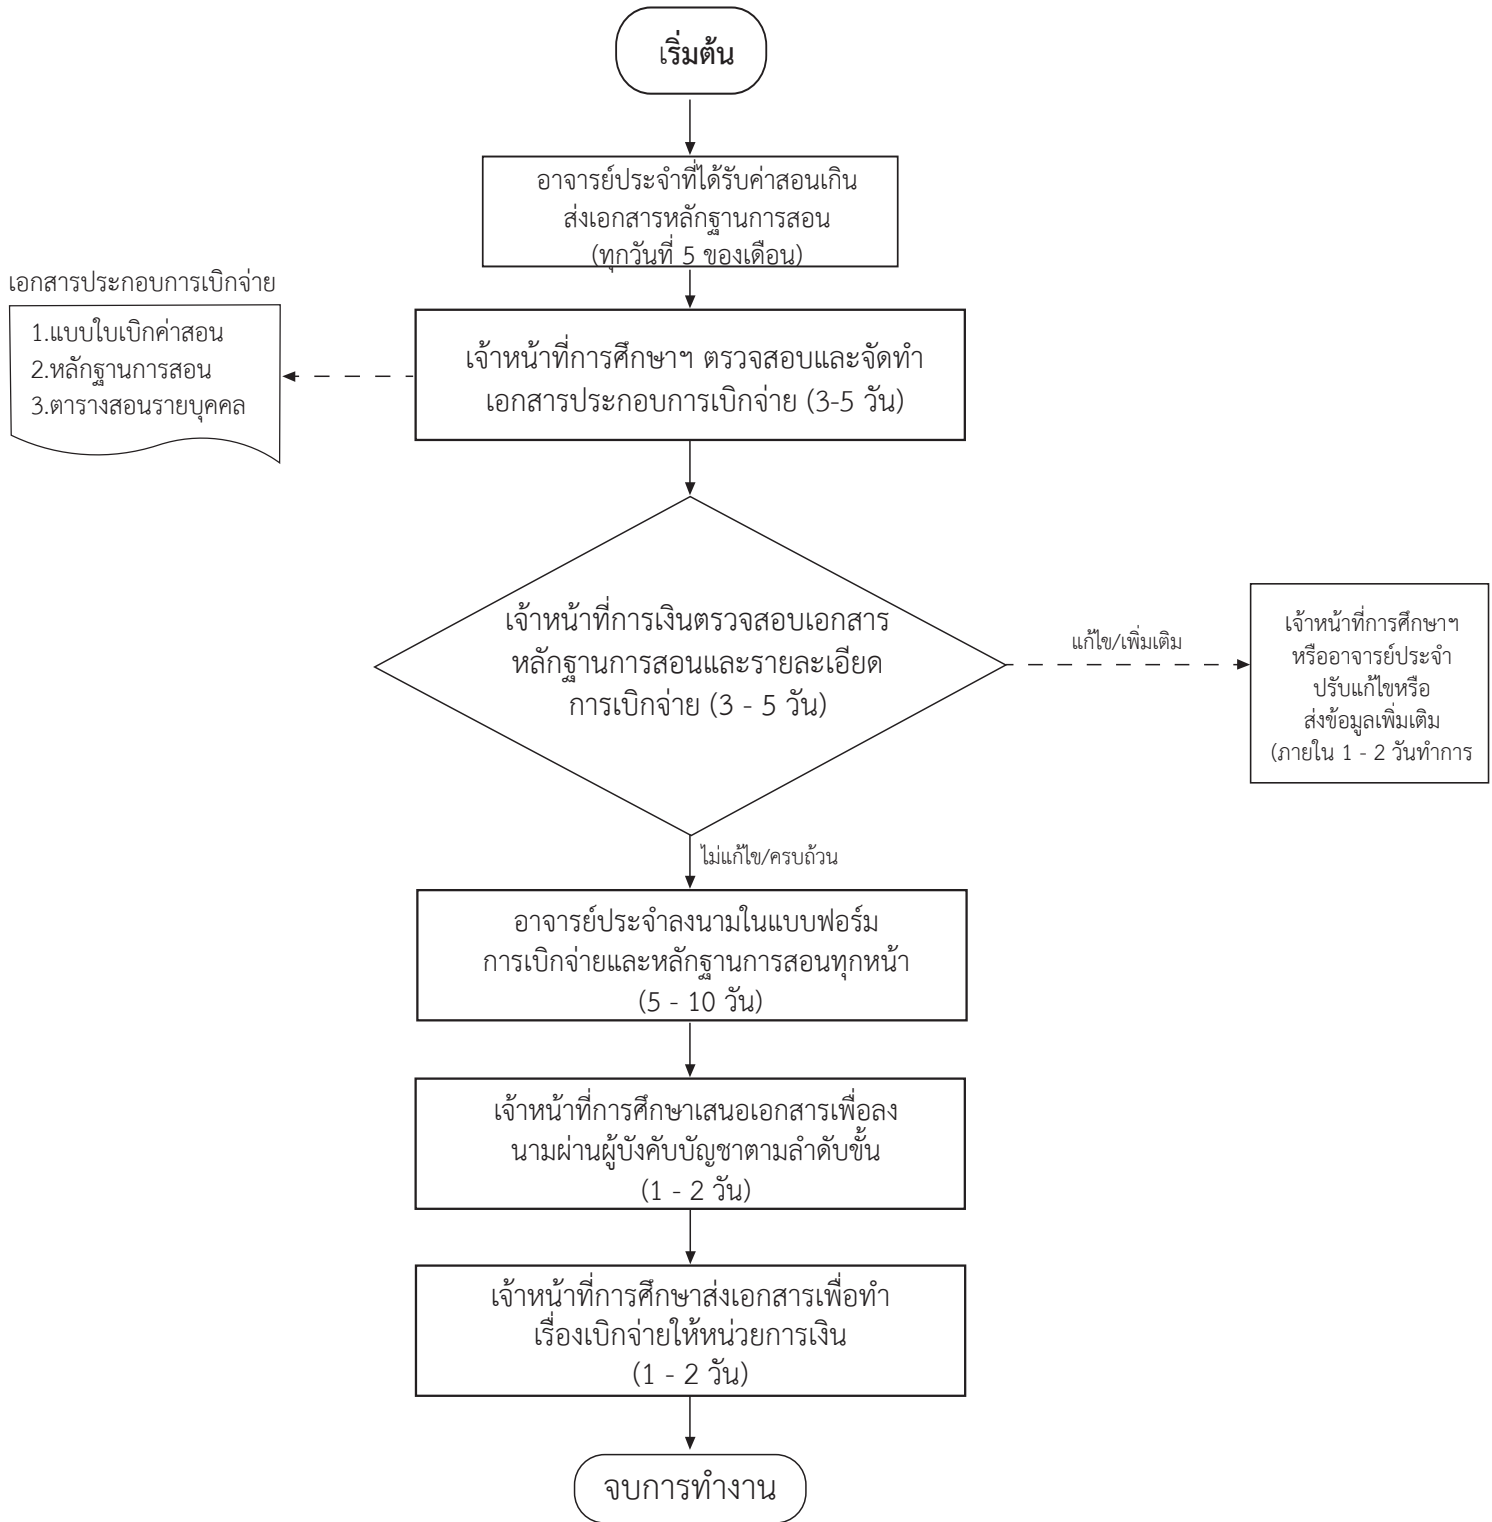 เริ่มต้น
อาจารย์ประจำที่ได้รับค่าสอนเกิน
ส่งเอกสารหลักฐานการสอน
(ทุกวันที่ 5 ของเดือน)
เอกสารประกอบการเบิกจ่าย
1.แบบใบเบิกค่าสอน
2.หลักฐานการสอน
3.ตารางสอนรายบุคคล
เจ้าหน้าที่การศึกษาฯ ตรวจสอบและจัดทำ
เอกสารประกอบการเบิกจ่าย (3-5 วัน)
เจ้าหน้าที่การเงินตรวจสอบเอกสาร
หลักฐานการสอนและรายละเอียด
การเบิกจ่าย (3 - 5 วัน)
แก้ไข/เพิ่มเติม
เจ้าหน้าที่การศึกษาฯ
หรืออาจารย์ประจำ
ปรับแก้ไขหรือ
ส่งข้อมูลเพิ่มเติม
(ภายใน 1 - 2 วันทำการ
ไม่แก้ไข/ครบถ้วน
อาจารย์ประจำลงนามในแบบฟอร์ม
การเบิกจ่ายและหลักฐานการสอนทุกหน้า
(5 - 10 วัน)
เจ้าหน้าที่การศึกษาเสนอเอกสารเพื่อลง
นามผ่านผู้บังคับบัญชาตามลำดับขั้น
(1 - 2 วัน)
เจ้าหน้าที่การศึกษาส่งเอกสารเพื่อทำ
เรื่องเบิกจ่ายให้หน่วยการเงิน
(1 - 2 วัน)
จบการทำงาน